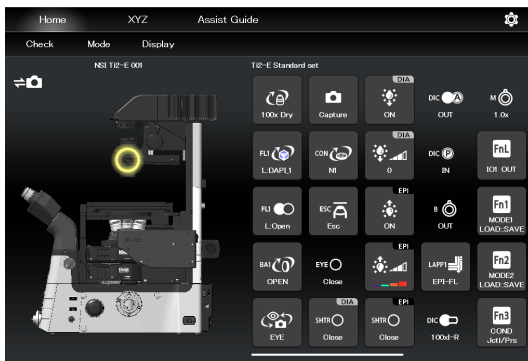 Home XYZ Assist Guide
Check Mode Display
NSI Ti2-E 001
Ti2-E Standard set
100x Dry
Capture
DIA
ON
DIC A
OUT
M
1.0x
FL1
L:DAPI_1
CON
N1
DIA
0
DIC P
IN
FnL
IO1 OUT
FL1
L:Open
ESC
Esc
EPI
ON
B
OUT
Fn1
MODE1
LOAD:SAVE
BA1
OPEN
EYE
Close
EPI
LAPP1
EPI-FL
Fn2
MODE2
LOAD:SAVE
EYE
DIA
SHTR
Close
EPI
SHTR
Close
DIC
100xI-R
Fn3
COND
Jctl/Prs